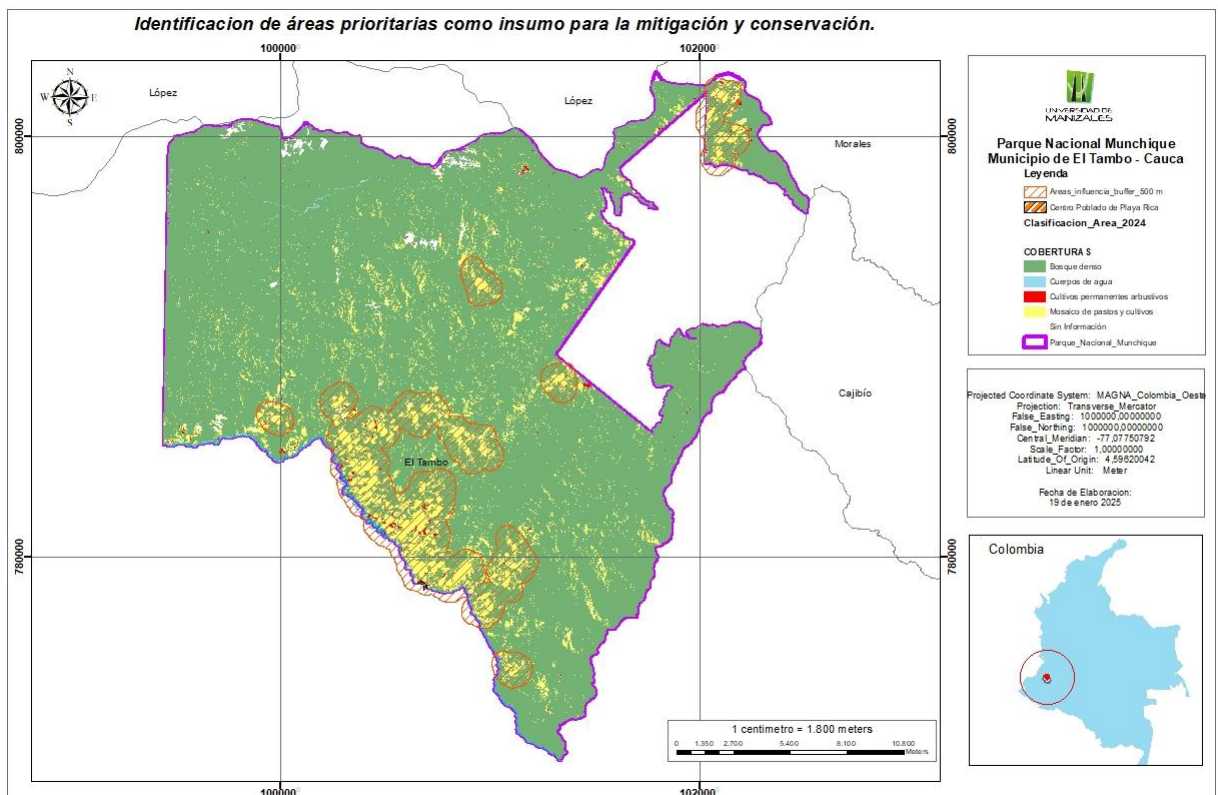 Identificacion de áreas prioritarias como insumo para la mitigación y conservación.
100000
102000
N
W E
S
López
López
Morales
800000
800000
Cajibío
El Tambo
780000
780000
1 centimetro = 1.800 meters
0 1.350 2.700 5.400 8.100 10.800
Meters
100000
102000
UNIVERSIDAD DE
MANIZALES
Parque Nacional Munchique
Municipio de El Tambo - Cauca
Leyenda
Areas_influencia_buffer_500 m
Centro Poblado de Playa Rica
Clasificacion_Area_2024
COBERTURAS
Bosque denso
Cuerpos de agua
Cultivos permanentes arbustivos
Mosaico de pastos y cultivos
Sin Información
Parque_Nacional_Munchique
Projected Coordinate System: MAGNA_Colombia_Oeste
Projection: Transverse_Mercator
False_Easting: 1000000,00000000
False_Northing: 1000000,00000000
Central_Meridian: -77,07750792
Scale_Factor: 1,00000000
Latitude_Of_Origin: 4,59620042
Linear Unit: Meter
Fecha de Elaboracion:
19 de enero 2025
Colombia